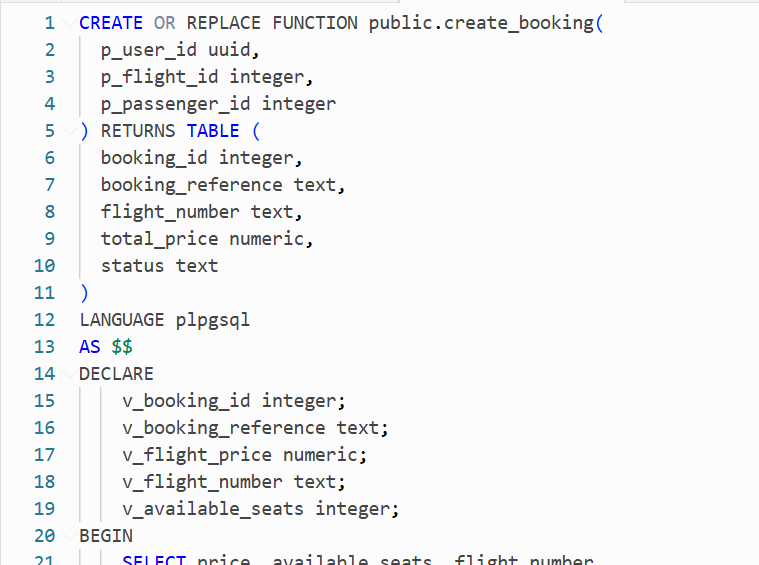 1 CREATE OR REPLACE FUNCTION public.create_booking(
2 p_user_id uuid,
3 p_flight_id integer,
4 p_passenger_id integer
5 ) RETURNS TABLE (
6 booking_id integer,
7 booking_reference text,
8 flight_number text,
9 total_price numeric,
10 status text
11 )
12 LANGUAGE plpgsql
13 AS $$
14 DECLARE
15 v_booking_id integer;
16 v_booking_reference text;
17 v_flight_price numeric;
18 v_flight_number text;
19 v_available_seats integer;
20 BEGIN
21 SELECT price, available_seats, flight_number